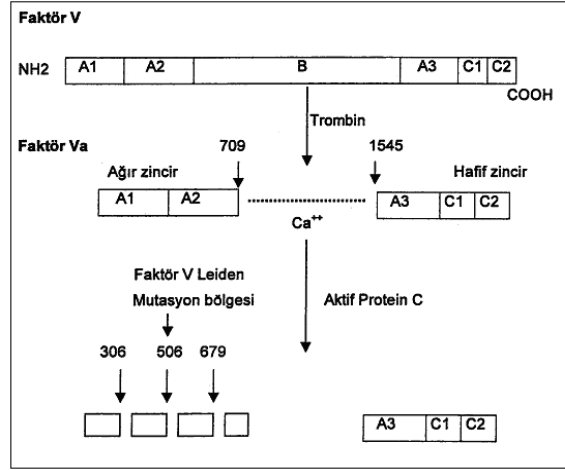 Faktör V
NH2 A1 A2 B A3 C1 C2
COOH
Trombin
Faktör Va 709 1545
Ağır zincir Hafif zincir
A1 A2 A3 C1 C2
Ca++
Faktör V Leiden
Mutasyon bölgesi Aktif Protein C
306 506 679
A3 C1 C2